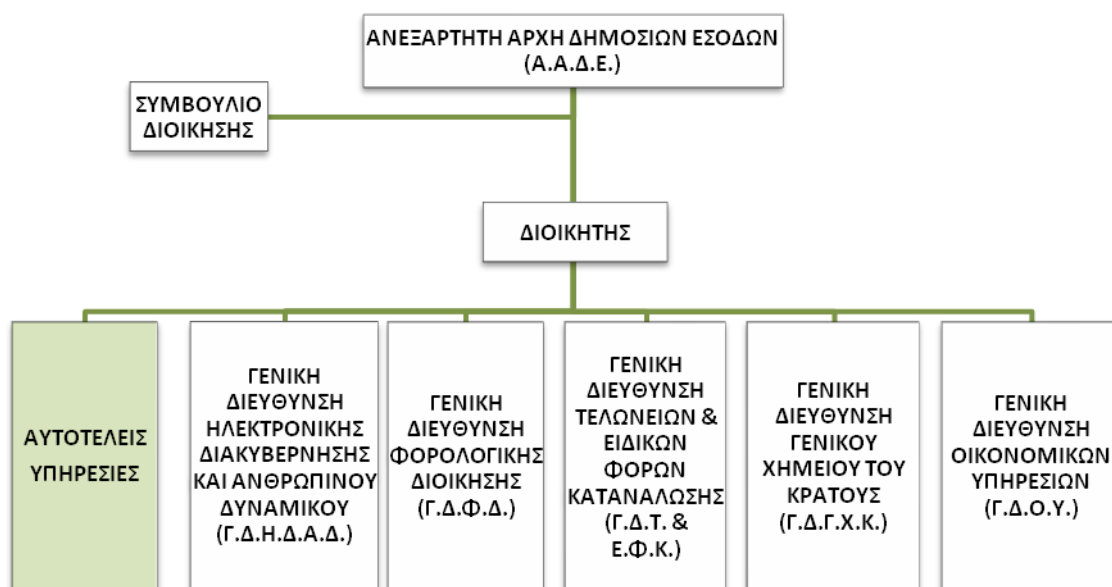 ΑΝΕΞΑΡΤΗΤΗ ΑΡΧΗ ΔΗΜΟΣΙΩΝ ΕΣΟΔΩΝ
(Α.Α.Δ.Ε.)
ΣΥΜΒΟΥΛΙΟ
ΔΙΟΙΚΗΣΗΣ
ΔΙΟΙΚΗΤΗΣ
ΑΥΤΟΤΕΛΕΙΣ
ΥΠΗΡΕΣΙΕΣ
ΓΕΝΙΚΗ
ΔΙΕΥΘΥΝΣΗ
ΗΛΕΚΤΡΟΝΙΚΗΣ
ΔΙΑΚΥΒΕΡΝΗΣΗΣ
ΚΑΙ ΑΝΘΡΩΠΙΝΟΥ
ΔΥΝΑΜΙΚΟΥ
(Γ.Δ.Η.Δ.Α.Δ.)
ΓΕΝΙΚΗ
ΔΙΕΥΘΥΝΣΗ
ΦΟΡΟΛΟΓΙΚΗΣ
ΔΙΟΙΚΗΣΗΣ
(Γ.Δ.Φ.Δ.)
ΓΕΝΙΚΗ
ΔΙΕΥΘΥΝΣΗ
ΤΕΛΩΝΕΙΩΝ &
ΕΙΔΙΚΩΝ
ΦΟΡΩΝ
ΚΑΤΑΝΑΛΩΣΗΣ
(Γ.Δ.Τ. &
Ε.Φ.Κ.)
ΓΕΝΙΚΗ
ΔΙΕΥΘΥΝΣΗ
ΓΕΝΙΚΟΥ
ΧΗΜΕΙΟΥ ΤΟΥ
ΚΡΑΤΟΥΣ
(Γ.Δ.Γ.Χ.Κ.)
ΓΕΝΙΚΗ
ΔΙΕΥΘΥΝΣΗ
ΟΙΚΟΝΟΜΙΚΩΝ
ΥΠΗΡΕΣΙΩΝ
(Γ.Δ.Ο.Υ.)